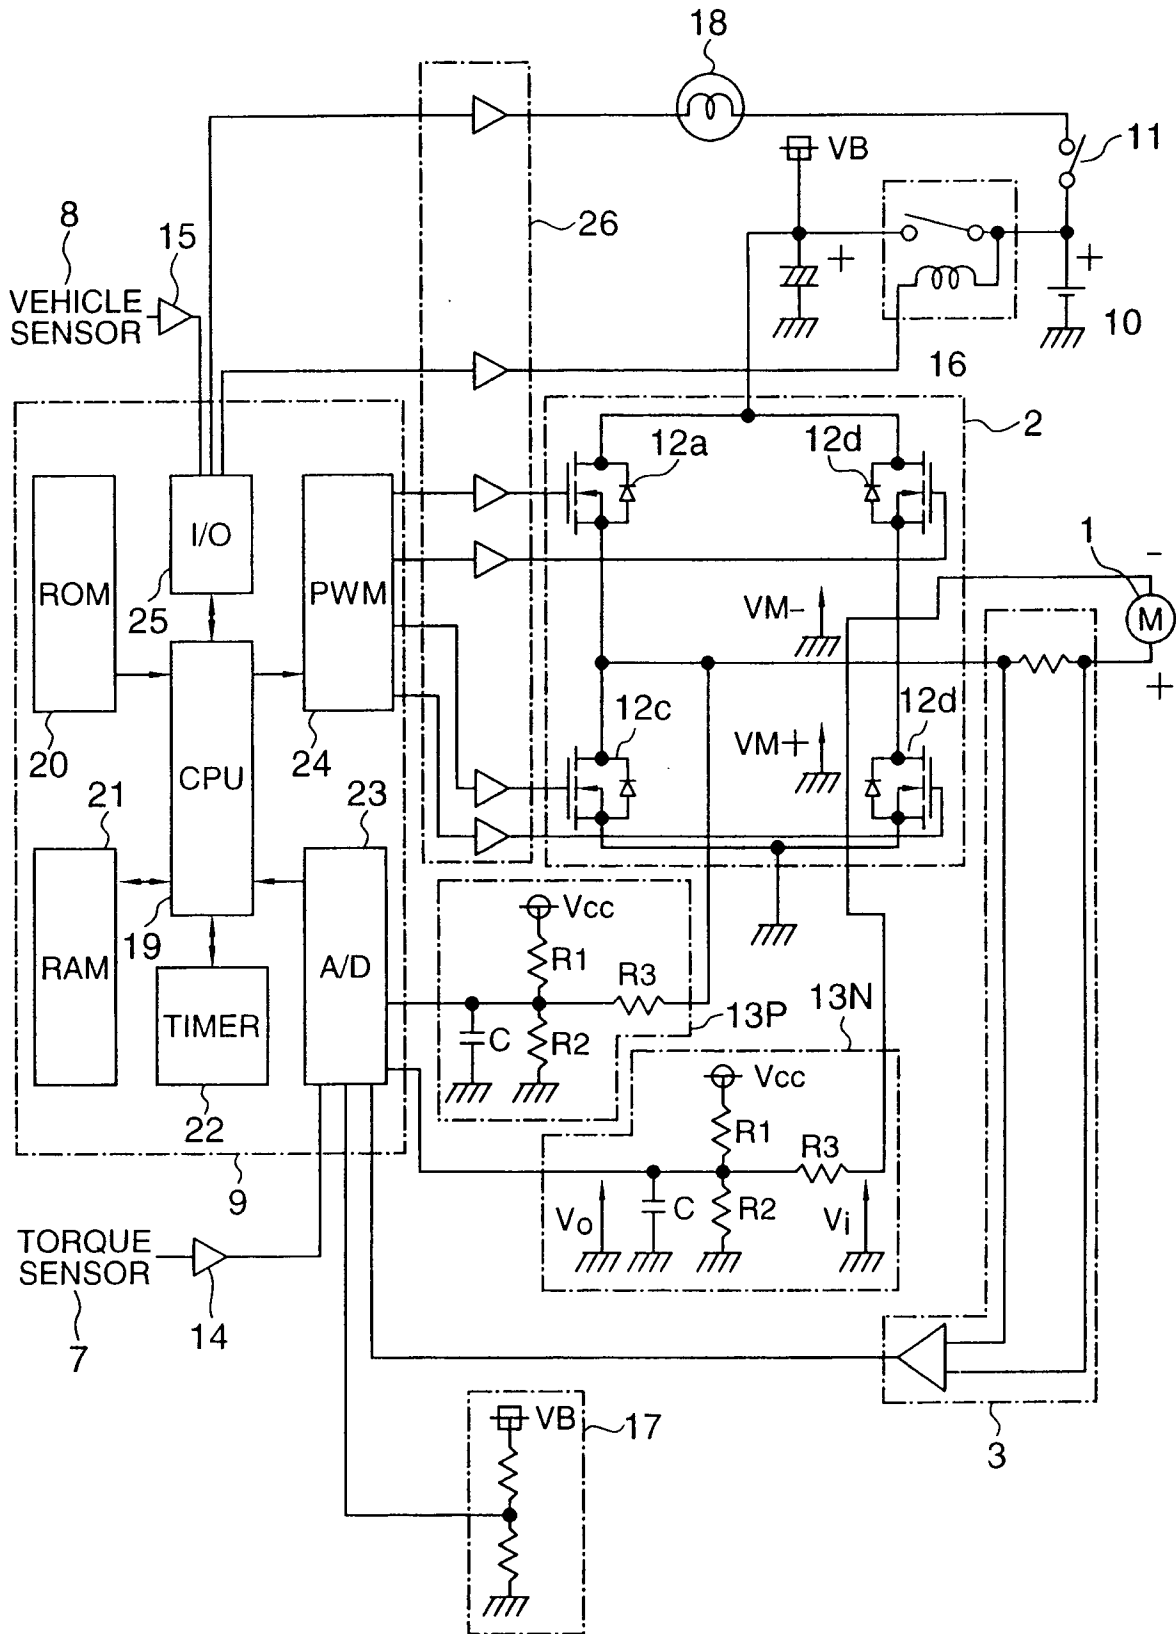 18
VB
11
8
15
26
+
+
VEHICLE
SENSOR
10
16
2
12a
12d
I/O
1
-
ROM
25
PWM
VM-
M
+
20
24
12c
VM+
12d
CPU
21
23
19
Vcc
RAM
A/D
R1
R3
13N
TIMER
C
R2
13P
Vcc
22
R1
R3
9
Vo
C
R2
Vi
TORQUE
SENSOR
14
7
VB
17
3